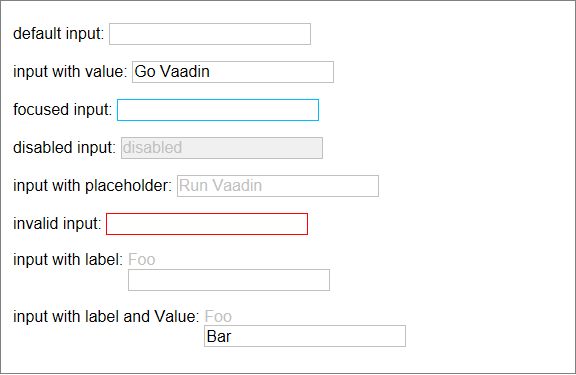 default input:
input with value: Go Vaadin
focused input:
disabled input: disabled
input with placeholder: Run Vaadin
invalid input:
input with label: Foo
input with label and Value: Foo
Bar